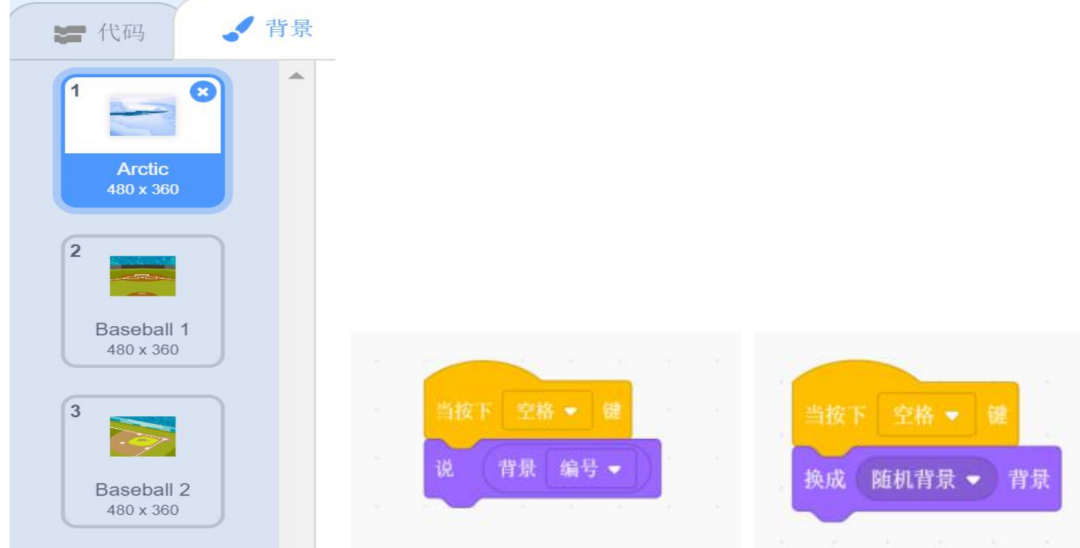 代码 背景
1
Arctic
480 x 360
2
Baseball 1
480 x 360
3
Baseball 2
480 x 360
当按下 空格 键
说 背景 编号
当按下 空格 键
换成 随机背景 背景